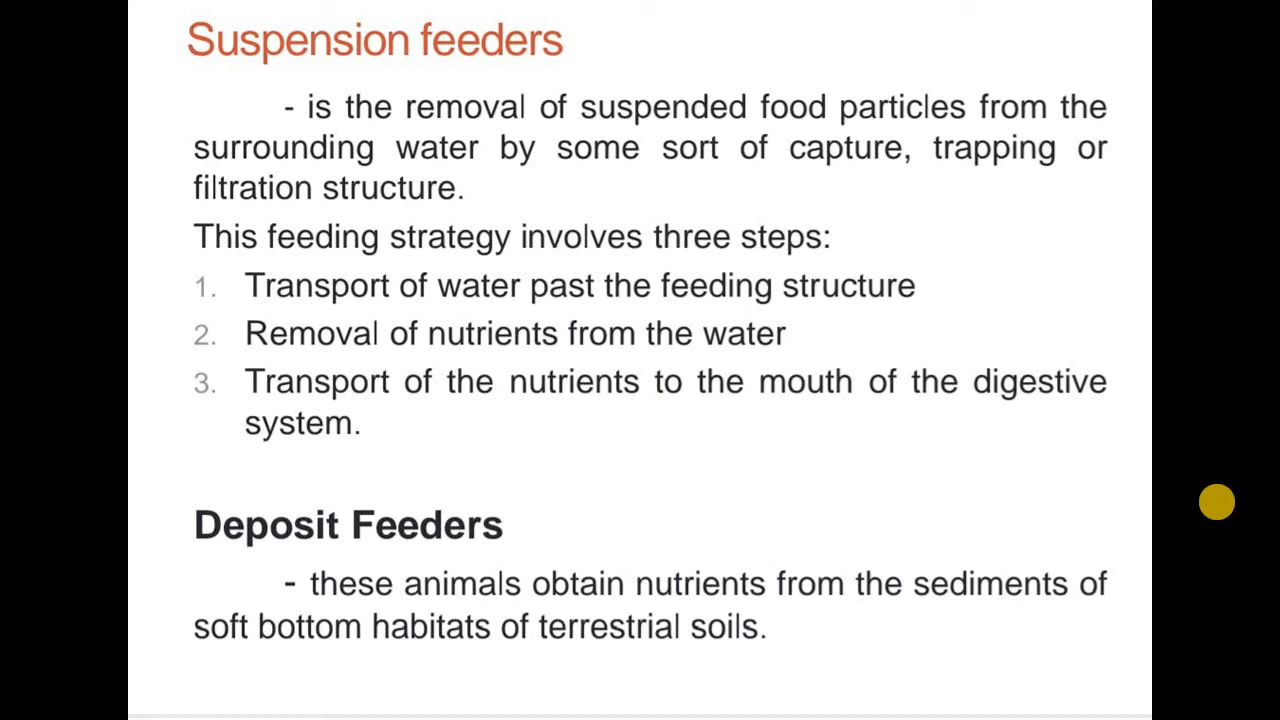 Suspension feeders
- is the removal of suspended food particles from the
surrounding water by some sort of capture, trapping or
filtration structure.
This feeding strategy involves three steps:
1. Transport of water past the feeding structure
2. Removal of nutrients from the water
3. Transport of the nutrients to the mouth of the digestive
system.
Deposit Feeders
- these animals obtain nutrients from the sediments of
soft bottom habitats of terrestrial soils.